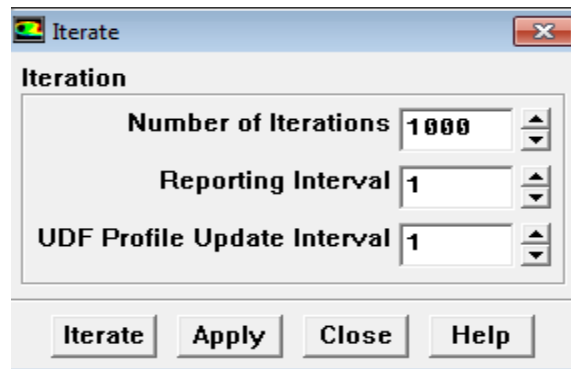 Iterate
Iteration
Number of Iterations 1000
Reporting Interval 1
UDF Profile Update Interval 1
Iterate Apply Close Help